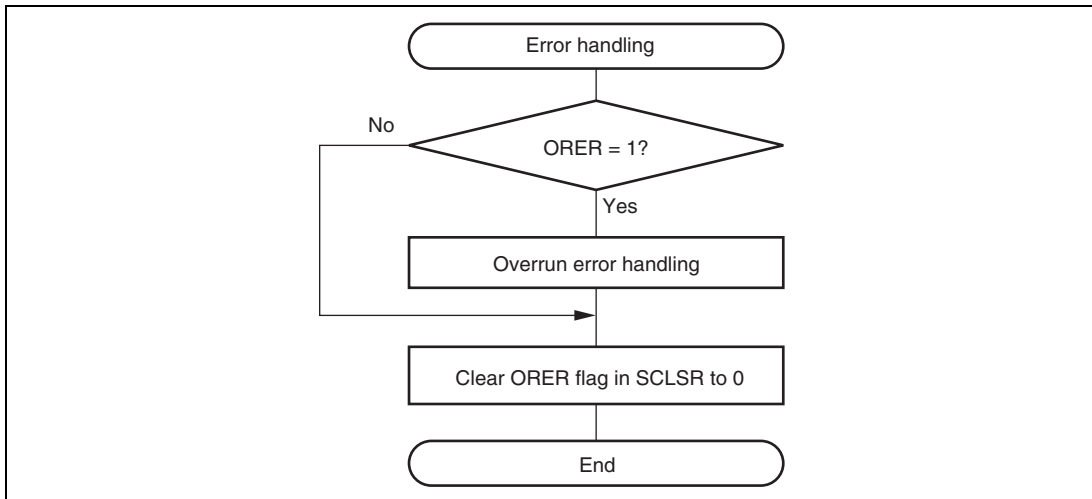 Error handling
No
ORER = 1?
Yes
Overrun error handling
Clear ORER flag in SCLSR to 0
End